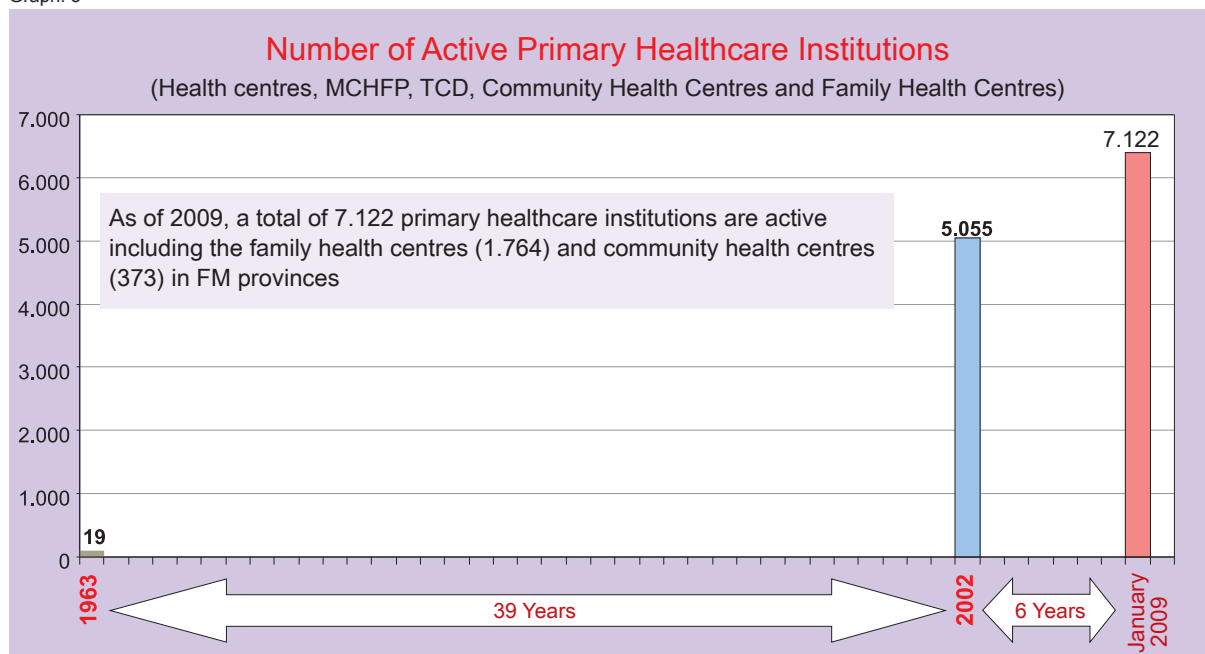 Number of Active Primary Healthcare Institutions
(Health centres, MCHFP, TCD, Community Health Centres and Family Health Centres)
7.000
6.000
5.000
4.000
3.000
2.000
1.000
0
As of 2009, a total of 7.122 primary healthcare institutions are active
including the family health centres (1.764) and community health centres
(373) in FM provinces
19
5.055
7.122
1963
39 Years
2002
6 Years
January
2009